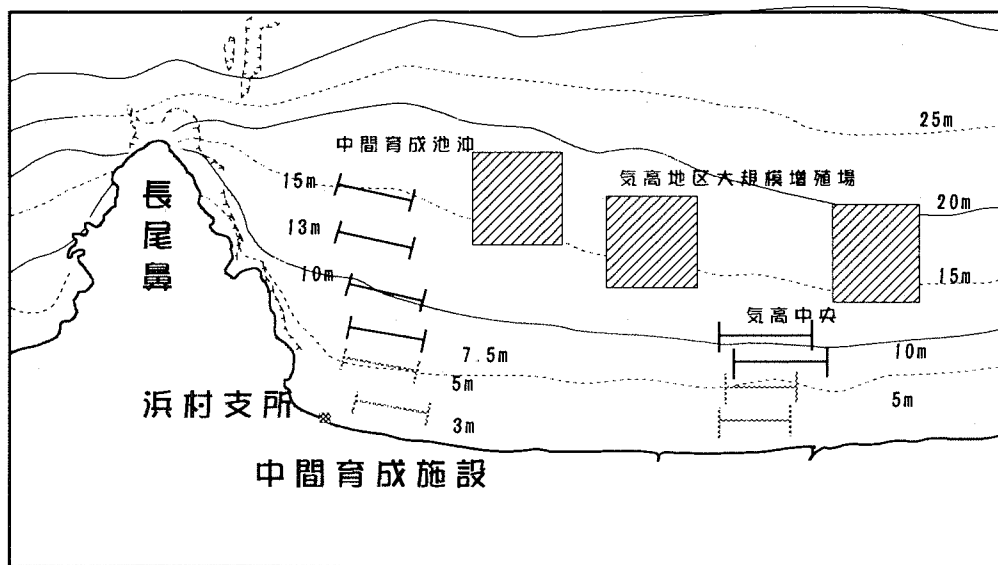 25m
中間育成池沖
15m
気高地区大規模増殖場
長尾鼻
20m
13m
10m
15m
気高中央
7.5m
10m
5m
5m
浜村支所
3m
中間育成施設